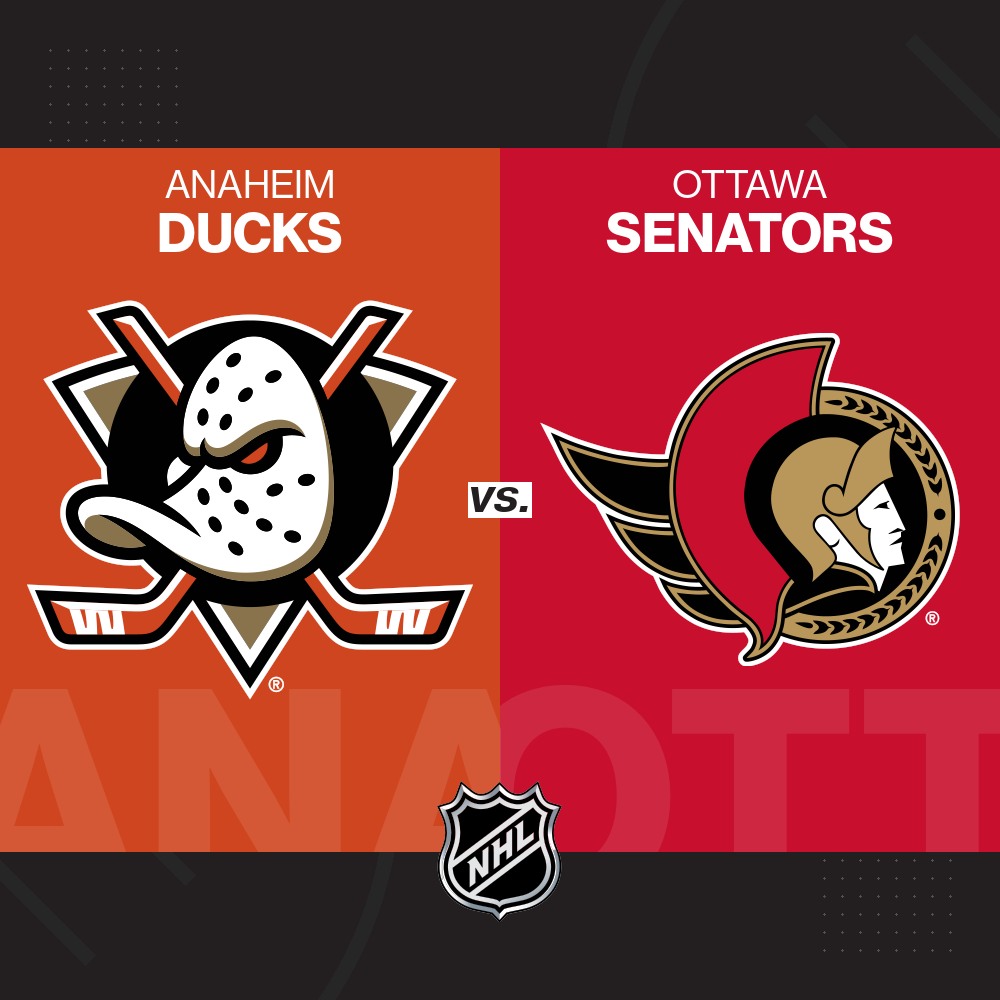 ANAHEIM
DUCKS
OTTAWA
SENATORS
VS.
®
®
ANA
OTT
NHL